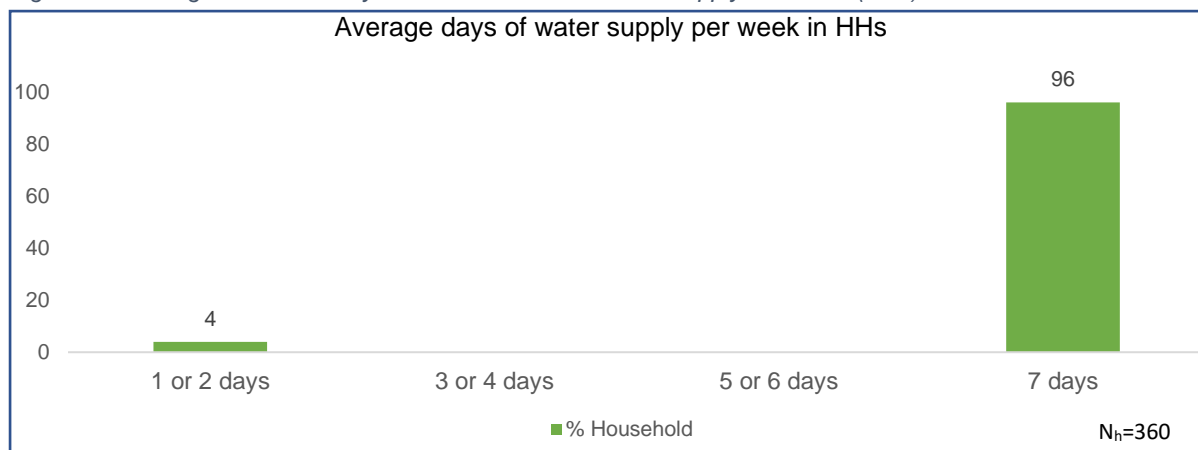 Average days of water supply per week in HHs
96
100
80
60
40
20
4
0
1 or 2 days 3 or 4 days 5 or 6 days 7 days
% Household
Nₕ=360